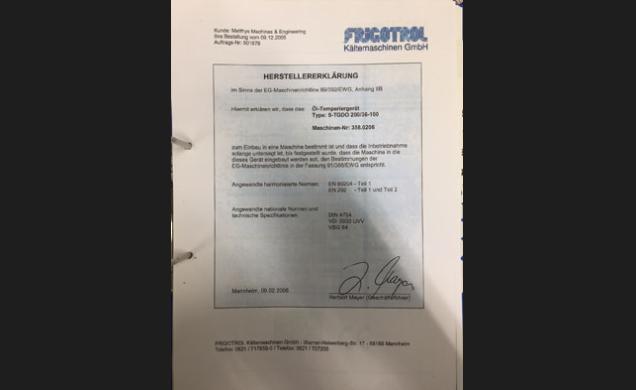 Kunde: Matthys Machines & Engineering
Ihre Bestellung vom 09.12.2005
Auftrags-Nr: 501879
FRIGOTROL
Kältemaschinen GmbH
HERSTELLERERKLÄRUNG
im Sinne der EG-Maschinenrichtlinie 89/392/EWG, Anhang IIB
Hiermit erklären wir, dass das: Öl-Temperiergerät
Type: S-TGDO 200/36-100
Maschinen-Nr: 358.0206
zum Einbau in eine Maschine bestimmt ist und dass die Inbetriebnahme
solange untersagt ist, bis festgestellt wurde, dass die Maschine in die
dieses Gerät eingebaut werden soll, den Bestimmungen der
EG-Maschinenrichtlinie in der Fassung 91/368/EWG entspricht.
Angewandte harmonisierte Normen: EN 60204 - Teil 1
EN 292 - Teil 1 und Teil 2
Angewandte nationale Normen und
technische Spezifikationen: DIN 4754
VDI UVV
VBG 64
Mannheim, 09.02.2006
Herbert Mayer (Geschäftsführer)
FRIGOTROL Kältemaschinen GmbH - Werner-Heisenberg-Str. 17 - 68169 Mannheim
Telefon: 0621 / Telefax: 0621 /